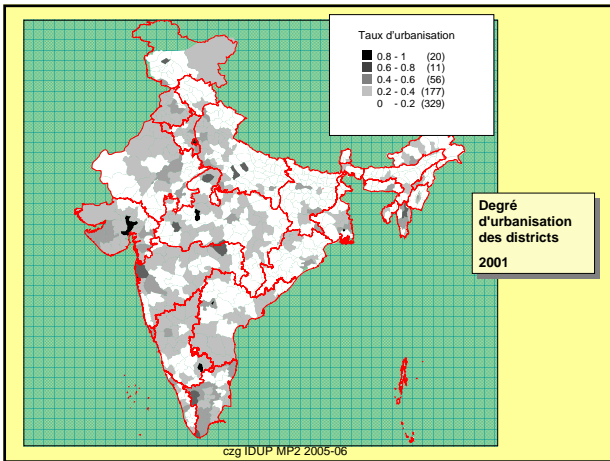 Taux d'urbanisation
0.8 - 1 (20)
0.6 - 0.8 (11)
0.4 - 0.6 (56)
0.2 - 0.4 (177)
0 - 0.2 (329)
Degré
d'urbanisation
des districts
2001
czg IDUP MP2 2005-06